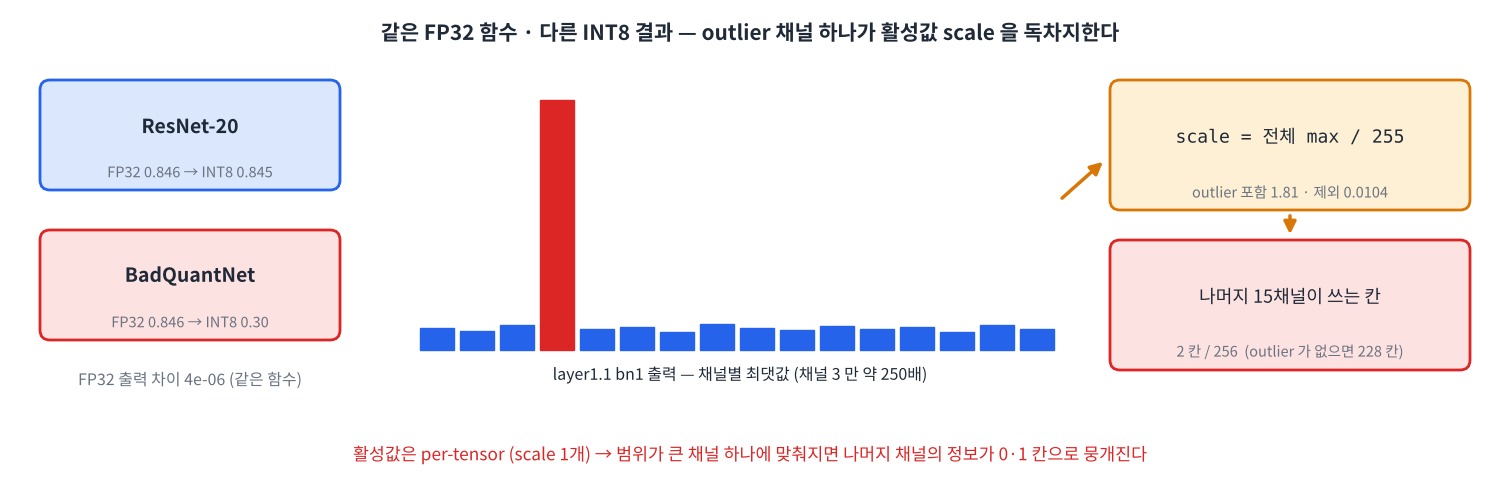 같은 FP32 함수 · 다른 INT8 결과 — outlier 채널 하나가 활성값 scale 을 독차지한다
ResNet-20
FP32 0.846 → INT8 0.845
BadQuantNet
FP32 0.846 → INT8 0.30
FP32 출력 차이 4e-06 (같은 함수)
layer1.1 bn1 출력 — 채널별 최댓값 (채널 3 만 약 250배)
scale = 전체 max / 255
outlier 포함 1.81 · 제외 0.0104
나머지 15채널이 쓰는 칸
2 칸 / 256 (outlier 가 없으면 228 칸)
활성값은 per-tensor (scale 1개) → 범위가 큰 채널 하나에 맞춰지면 나머지 채널의 정보가 0·1 칸으로 뭉개진다